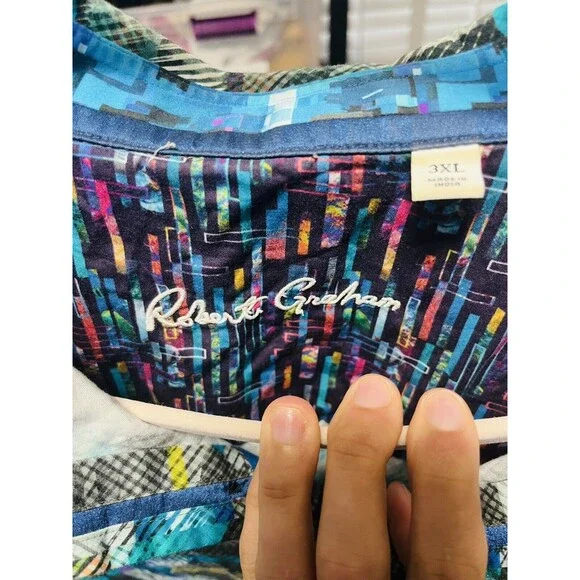 3XL
MADE IN
INDIA
Robert Graham